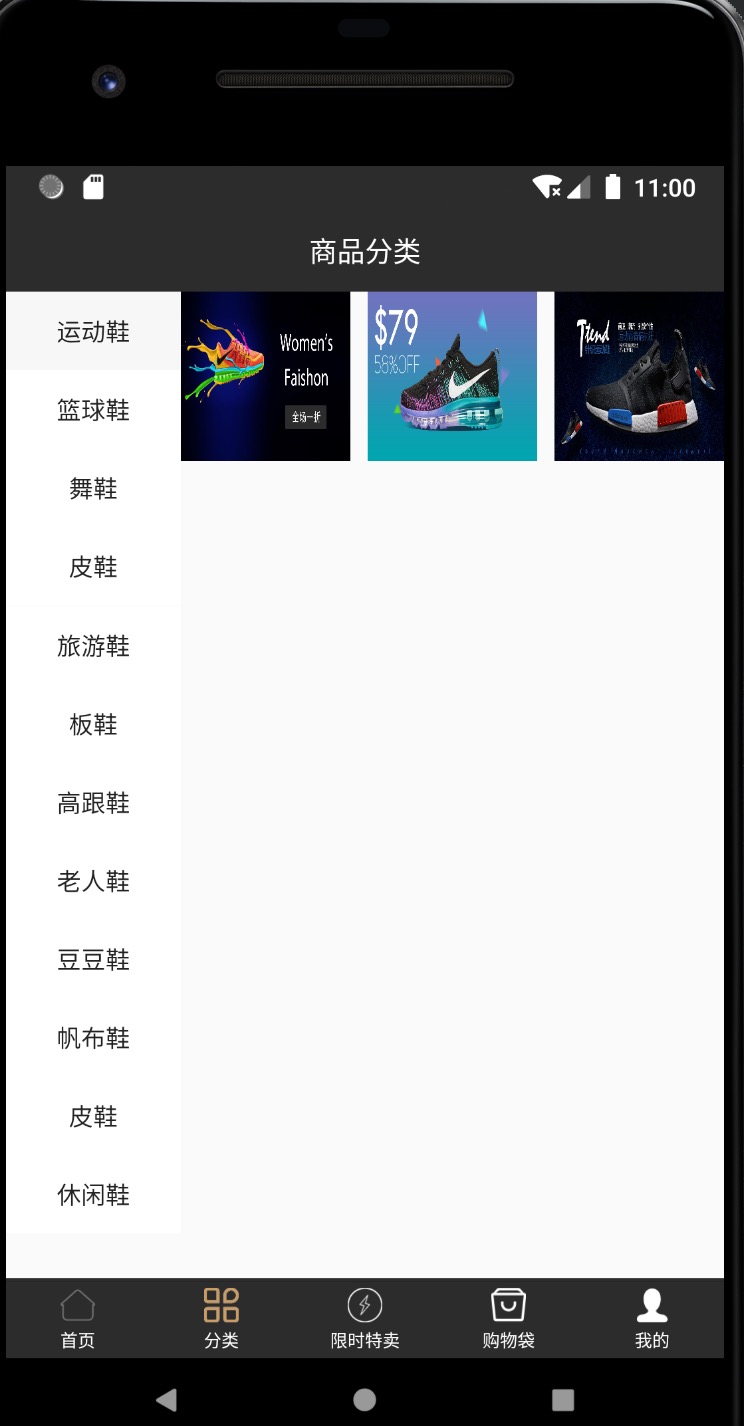 11:00
商品分类
运动鞋
篮球鞋
舞鞋
皮鞋
旅游鞋
板鞋
高跟鞋
老人鞋
豆豆鞋
帆布鞋
皮鞋
休闲鞋
Women's
Faishon
全场一折
$79
58%OFF
Trend
首页
分类
限时特卖
购物袋
我的